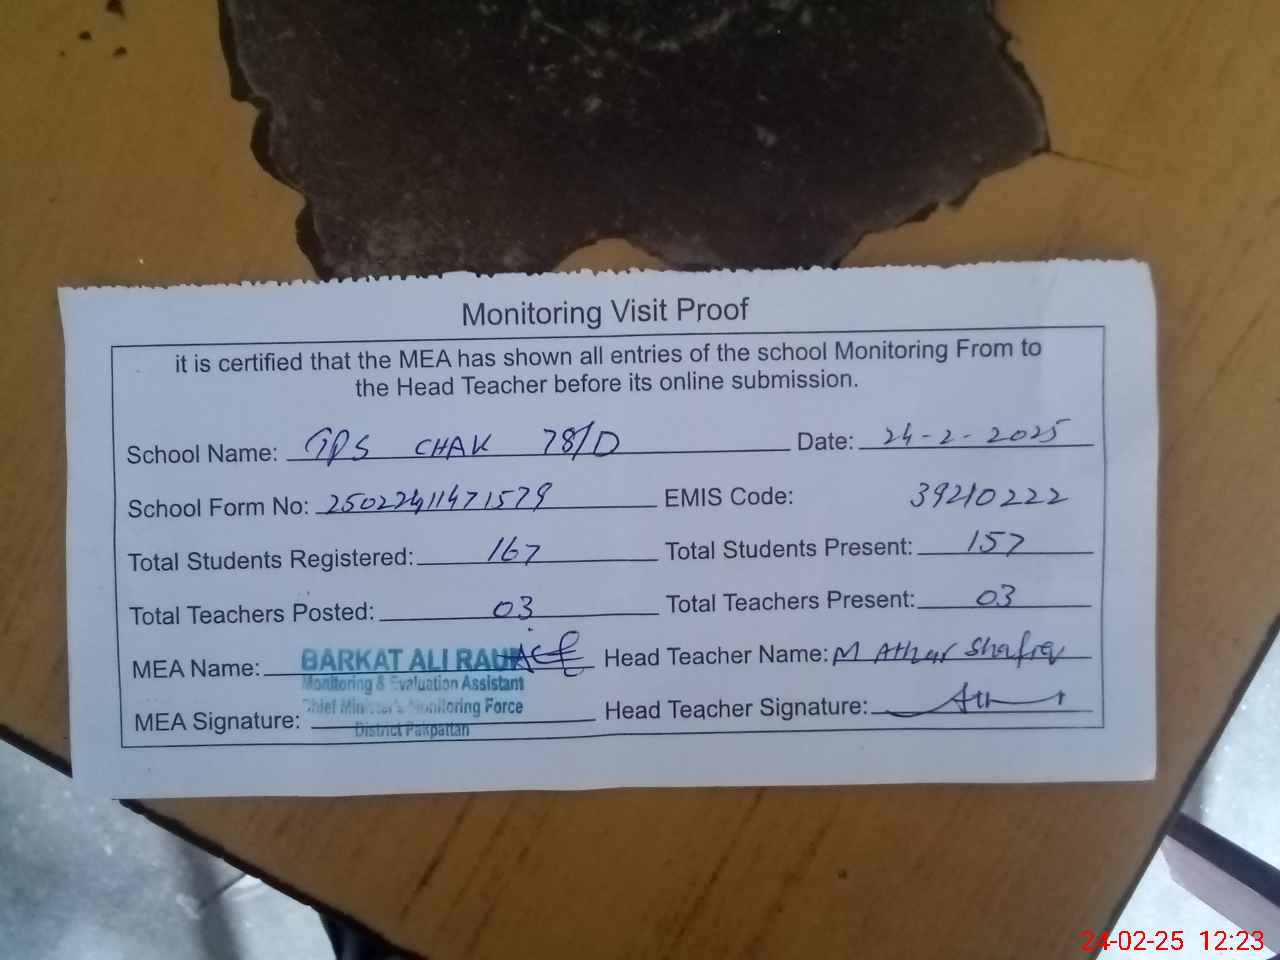 Monitoring Visit Proof
it is certified that the MEA has shown all entries of the school Monitoring From to
the Head Teacher before its online submission.
School Name: GPS CHAK 78/D Date: 24-2-2025
School Form No: EMIS Code: 39210222
Total Students Registered: 167 Total Students Present: 157
Total Teachers Posted: 03 Total Teachers Present: 03
MEA Name: BARKAT ALI Head Teacher Name: M Athar
Monitoring & Evaluation Assistant
Chief Minister's Monitoring Force
MEA Signature: Head Teacher Signature:
District Pakpattan
24-02-25 12:23